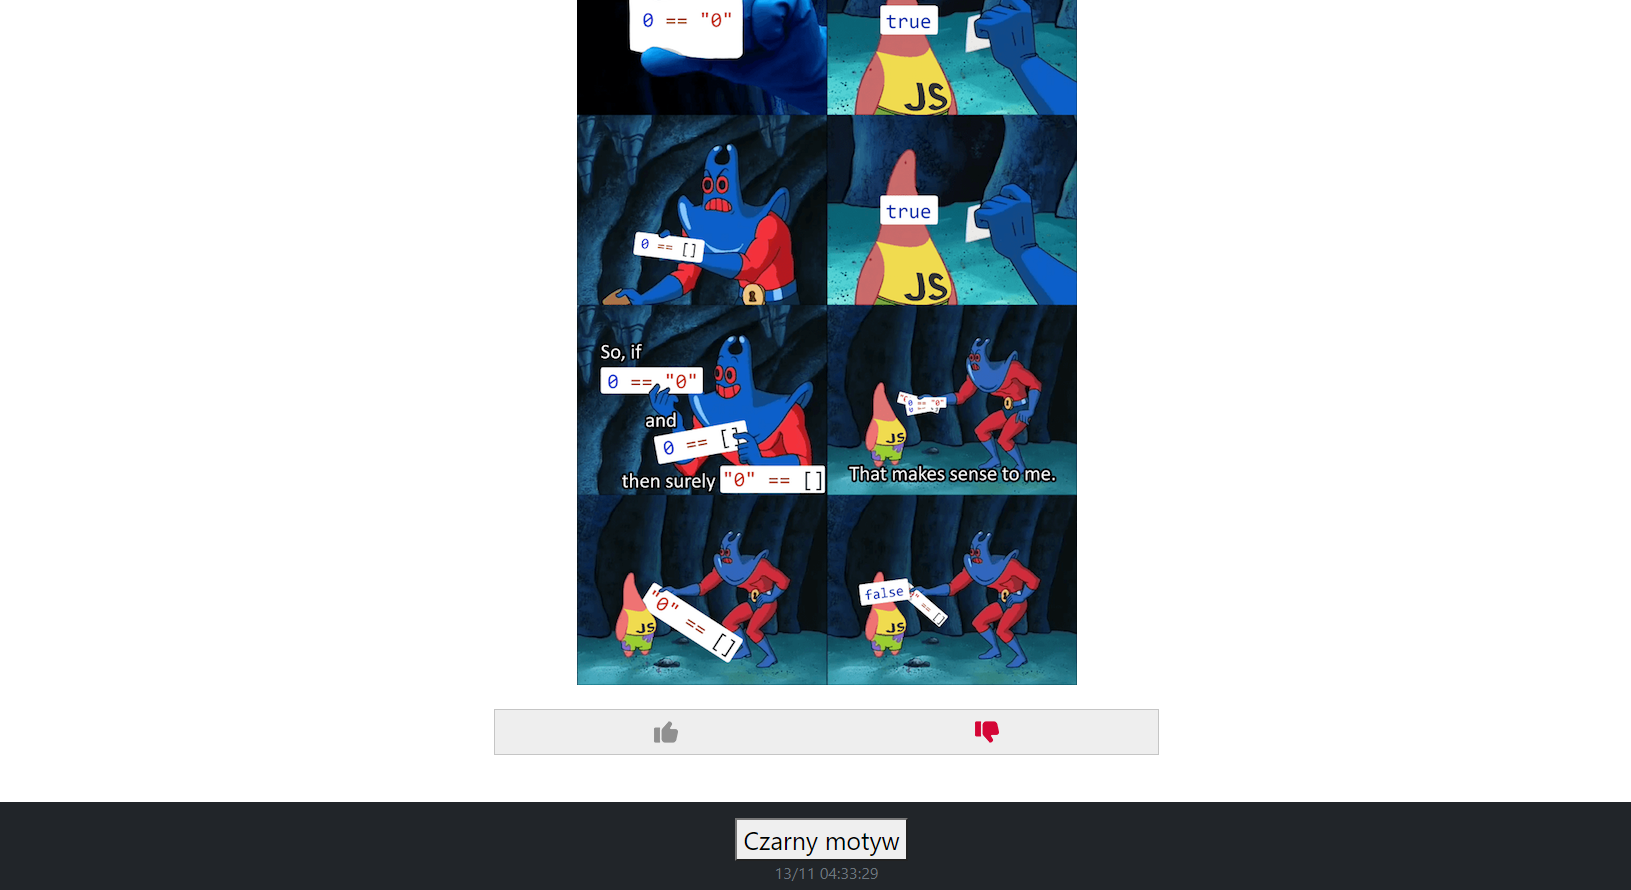 0 == "0"
true
JS
0 == []
true
JS
So, if
0 == "0"
and
0 == []
then surely "0" == []
0 == "0"
JS
That makes sense to me.
"0" == []
JS
false
"0" == []
JS
Czarny motyw
13/11 04:33:29